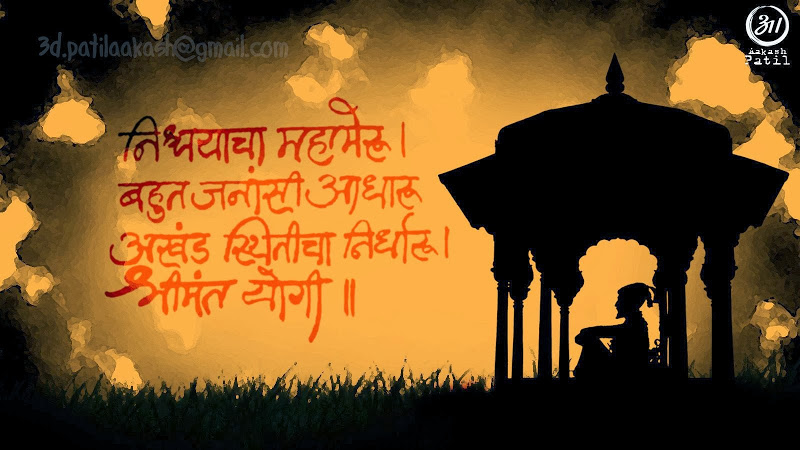 3d.patilaakash@gmail.com
Aakash
Patil
निश्चयाचा महामेरू।
बहुत जनांसी आधारू
अखंड स्थितीचा निर्धारू।
श्रीमंत योगी ॥